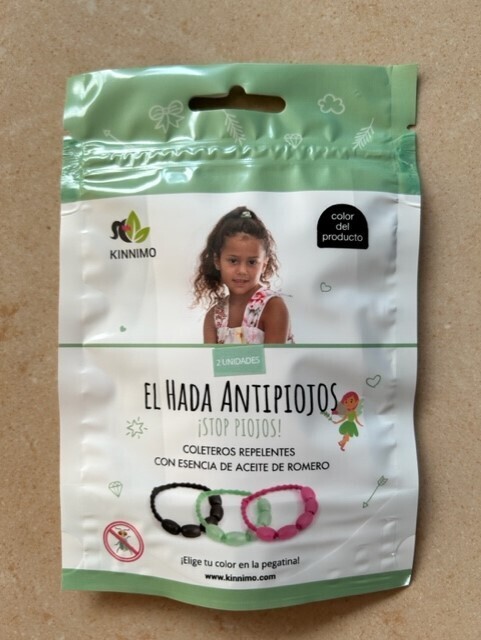 color
del
producto
KINNIMO
2 UNIDADES
EL HADA ANTIPIOJOS
¡STOP PIOJOS!
COLETEROS REPELENTES
CON ESENCIA DE ACEITE DE ROMERO
¡Elige tu color en la pegatina!
www.kinnimo.com